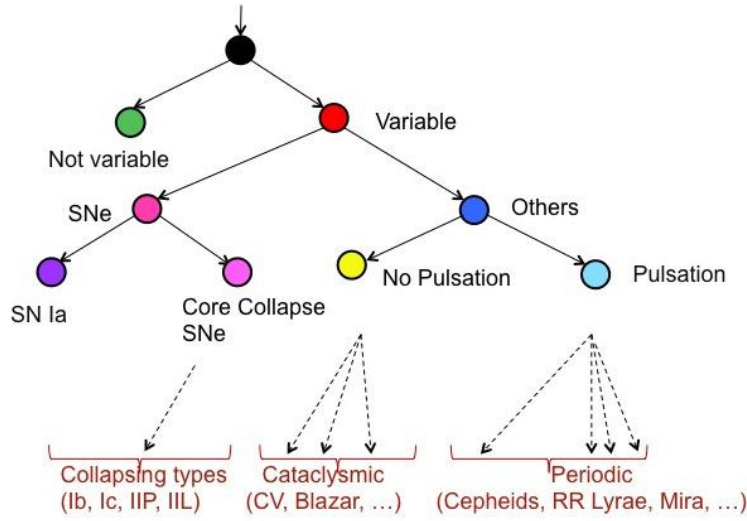 Variable
Not variable
SNe
Others
No Pulsation
Pulsation
SN Ia
Core Collapse
SNe
Collapsing types
(Ib, Ic, IIP, IIL)
Cataclysmic
(CV, Blazar, …)
Periodic
(Cepheids, RR Lyrae, Mira, …)